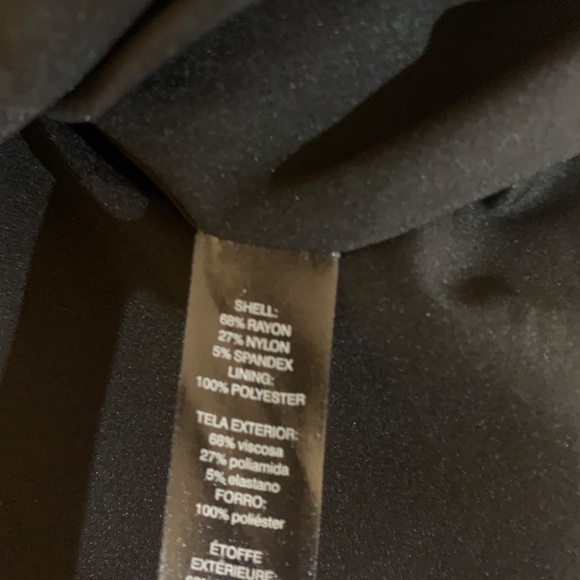 SHELL:
68% RAYON
27% NYLON
5% SPANDEX
LINING:
100% POLYESTER
TELA EXTERIOR:
68% viscosa
27% poliamida
5% elastano
FORRO:
100% poliéster
ÉTOFFE
EXTÉRIEURE: